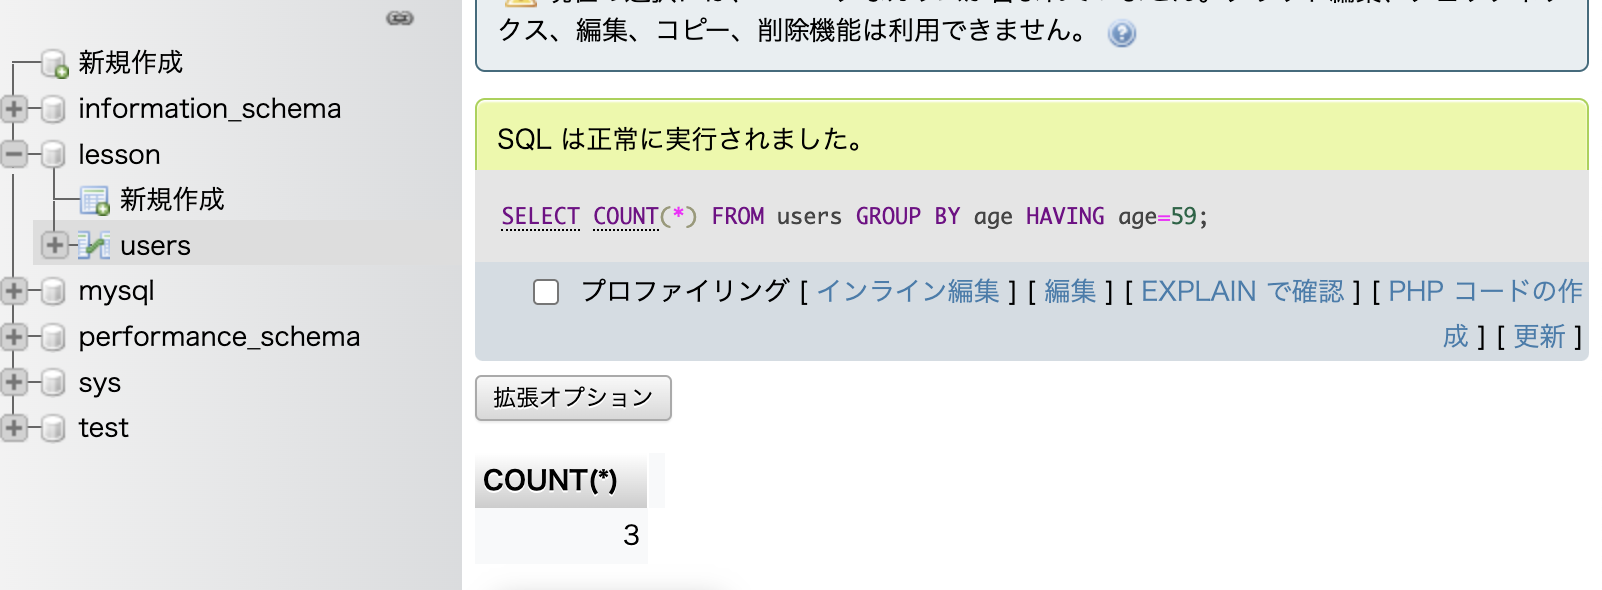 新規作成
information_schema
lesson
新規作成
users
mysql
performance_schema
sys
test
クス、編集、コピー、削除機能は利用できません。
SQL は正常に実行されました。
SELECT COUNT(*) FROM users GROUP BY age HAVING age=59;
プロファイリング [ インライン編集 ] [ 編集 ] [ EXPLAIN で確認 ] [ PHP コードの作
成 ] [ 更新 ]
拡張オプション
COUNT(*)
3